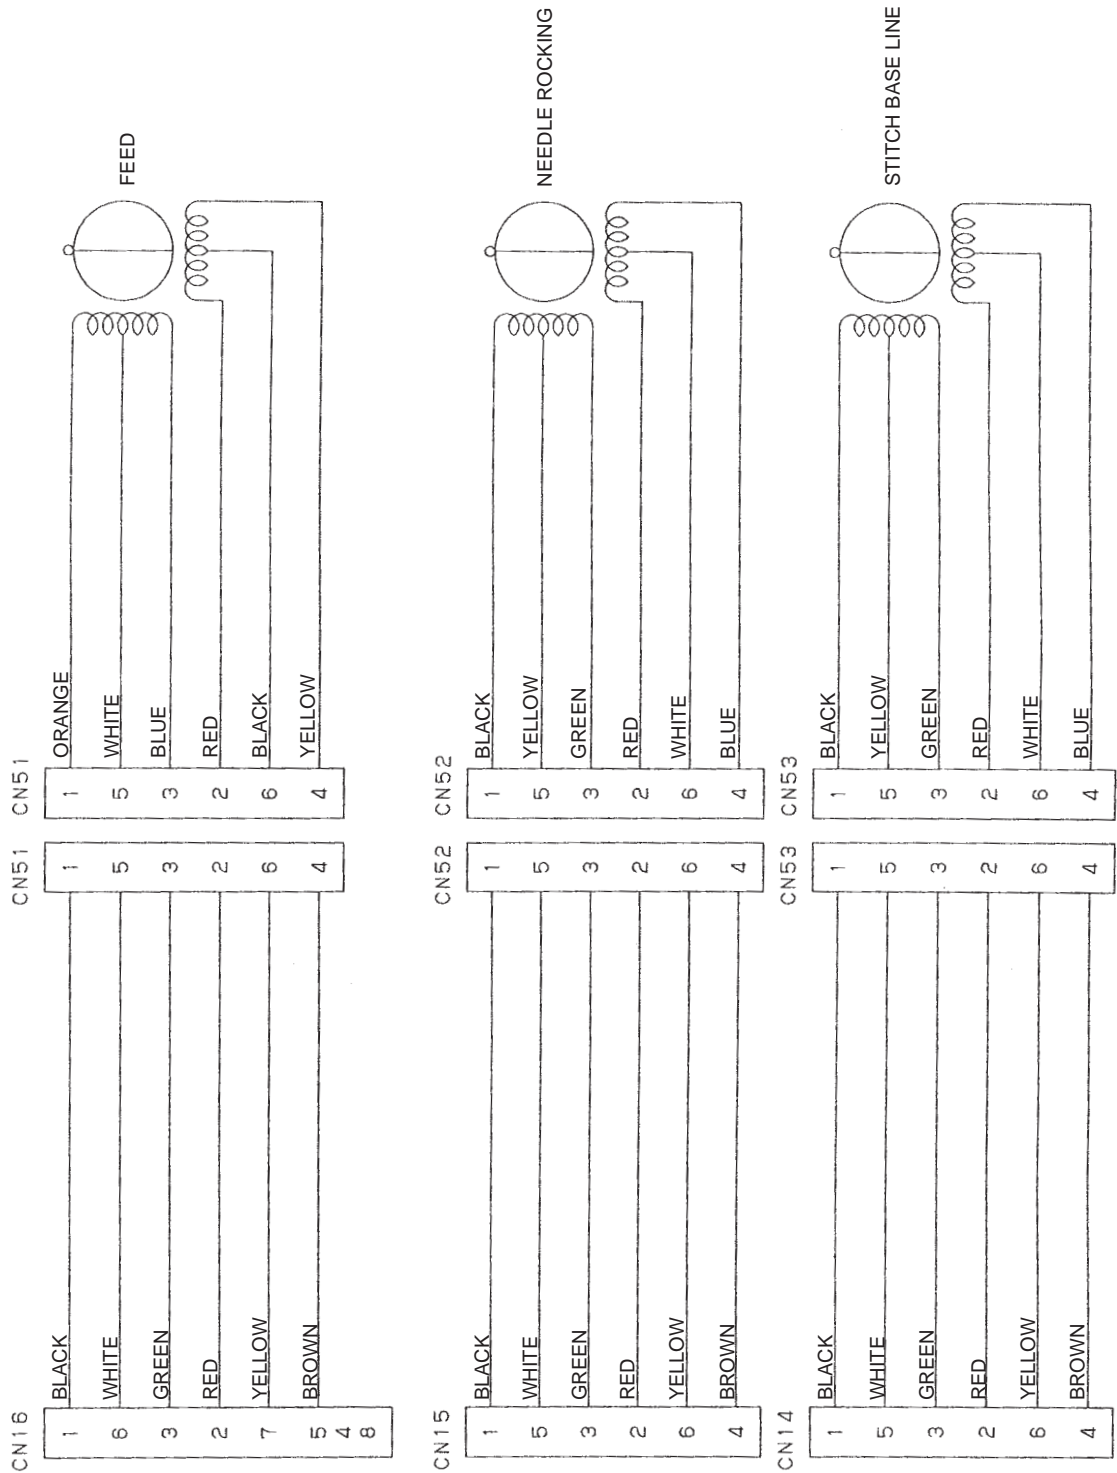 CN16
1 BLACK
6 WHITE
3 GREEN
2 RED
7 YELLOW
5 BROWN
4
8
CN51
1
5
3
2
6
4
CN51
1 ORANGE
5 WHITE
3 BLUE
2 RED
6 BLACK
4 YELLOW
FEED
CN15
1 BLACK
5 WHITE
3 GREEN
2 RED
6 YELLOW
4 BROWN
CN52
1
5
3
2
6
4
CN52
1 BLACK
5 YELLOW
3 GREEN
2 RED
6 WHITE
4 BLUE
NEEDLE ROCKING
CN14
1 BLACK
5 WHITE
3 GREEN
2 RED
6 YELLOW
4 BROWN
CN53
1
5
3
2
6
4
CN53
1 BLACK
5 YELLOW
3 GREEN
2 RED
6 WHITE
4 BLUE
STITCH BASE LINE